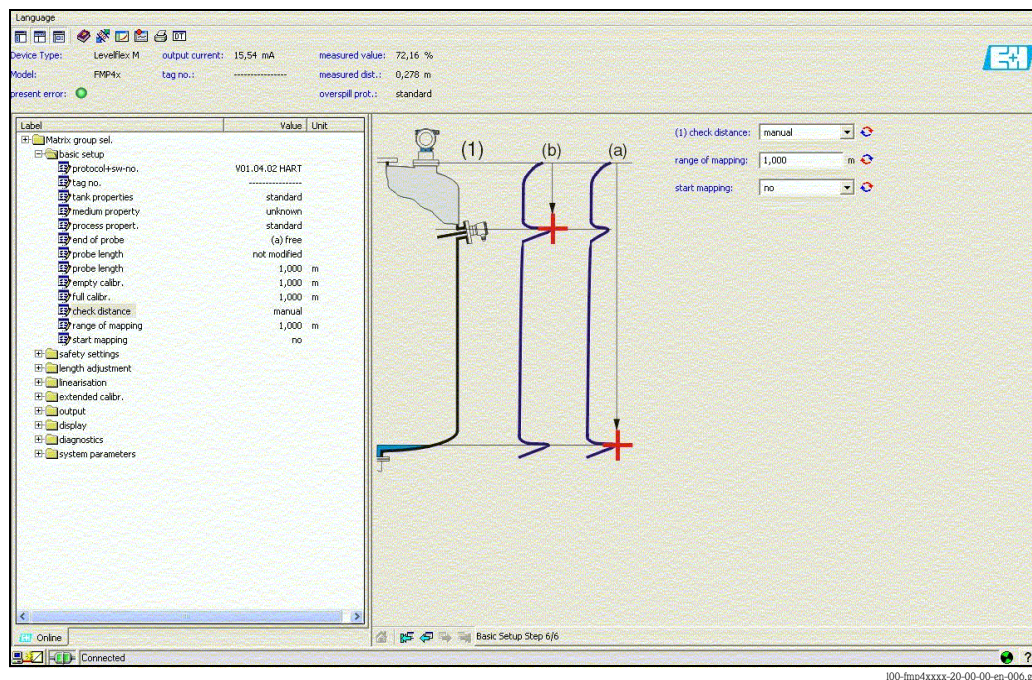 Language
Device Type: Levelflex M output current: 15,54 mA measured value: 72,16 %
Model: FMP4x tag no.: ---------------- measured dist.: 0,278 m
present error: overspill prot.: standard
E+H
Label Value Unit
Matrix group sel.
basic setup
protocol+sw-no. V01.04.02 HART
tag no. ----------------
tank properties standard
medium property unknown
process propert. standard
end of probe (a) free
probe length not modified
probe length 1,000 m
empty calibr. 1,000 m
full calibr. 1,000 m
check distance manual
range of mapping 1,000 m
start mapping no
safety settings
length adjustment
linearisation
extended calibr.
output
display
diagnostics
system parameters
(1) (b) (a)
(1) check distance: manual
range of mapping: 1,000 m
start mapping: no
Online
Basic Setup Step 6/6
Connected
?
l00-fmp4xxxx-20-00-00-en-006.g